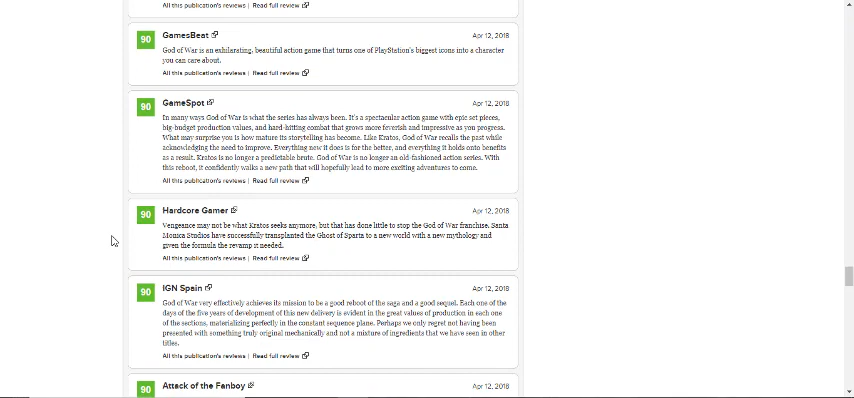 All this publication's reviews | Read full review
90 GamesBeat Apr 12, 2018
God of War is an exhilarating, beautiful action game that turns one of PlayStation's biggest icons into a character
you can care about.
All this publication's reviews | Read full review
90 GameSpot Apr 12, 2018
In many ways God of War is what the series has always been. It's a spectacular action game with epic set pieces,
big-budget production values, and hard-hitting combat that grows more feverish and impressive as you progress.
What may surprise you is how mature its storytelling has become. Like Kratos, God of War recalls the past while
acknowledging the need to improve. Everything new it does is for the better, and everything it holds onto benefits
as a result. Kratos is no longer a predictable brute. God of War is no longer an old-fashioned action series. With
this reboot, it confidently walks a new path that will hopefully lead to more exciting adventures to come.
All this publication's reviews | Read full review
90 Hardcore Gamer Apr 12, 2018
Vengeance may not be what Kratos seeks anymore, but that has done little to stop the God of War franchise. Santa
Monica Studios have successfully transplanted the Ghost of Sparta to a new world with a new mythology and
given the formula the revamp it needed.
All this publication's reviews | Read full review
90 IGN Spain Apr 12, 2018
God of War very effectively achieves its mission to be a good reboot of the saga and a good sequel. Each one of the
days of the five years of development of this new delivery is evident in the great values of production in each one
of the sections, materializing perfectly in the constant sequence plane. Perhaps we only regret not having been
presented with something truly original mechanically and not a mixture of ingredients that we have seen in other
titles.
All this publication's reviews | Read full review
90 Attack of the Fanboy Apr 12, 2018